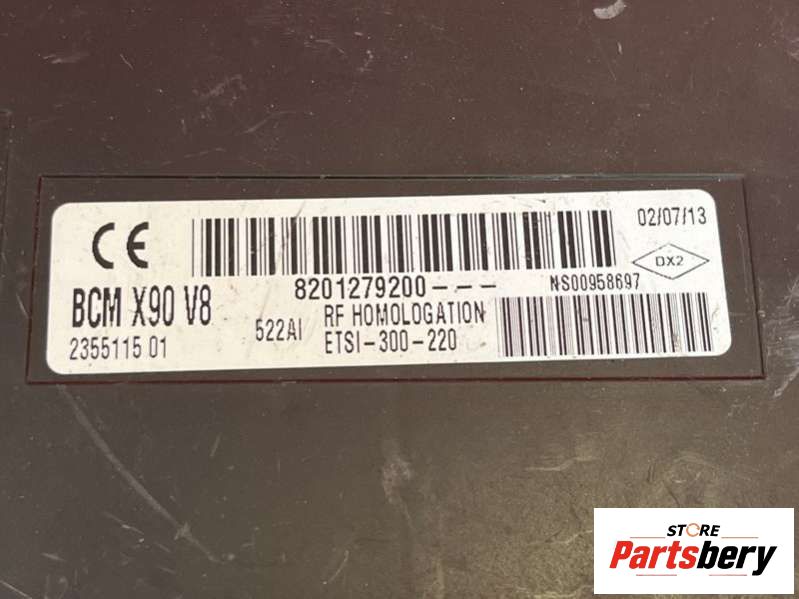 CE
02/07/13
DX2
8201279200---
NS00958697
BCM X90 V8
522AI
RF HOMOLOGATION
2355115 01
ETSI-300-220
STORE
Partsbery